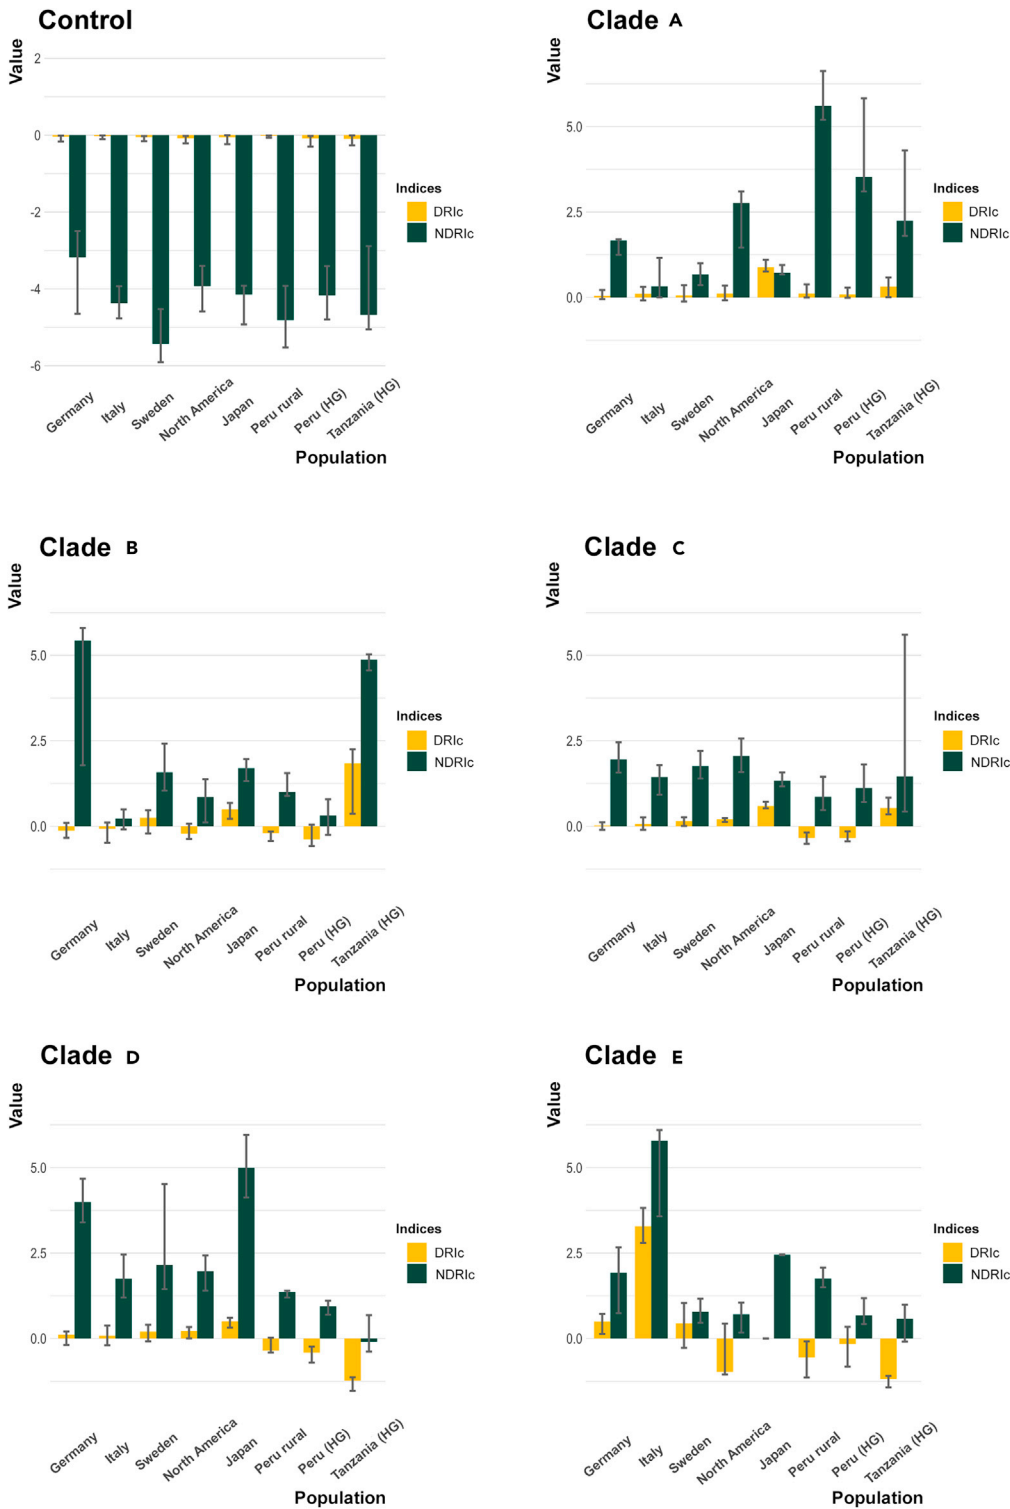 Control
Value
2
0
-2
-4
-6
Germany
Italy
Sweden
North America
Japan
Peru rural
Peru (HG)
Tanzania (HG)
Population
Indices
DRIc
NDRIc
Clade A
Value
5.0
2.5
0.0
Germany
Italy
Sweden
North America
Japan
Peru rural
Peru (HG)
Tanzania (HG)
Population
Indices
DRIc
NDRIc
Clade B
Value
5.0
2.5
0.0
Germany
Italy
Sweden
North America
Japan
Peru rural
Peru (HG)
Tanzania (HG)
Population
Indices
DRIc
NDRIc
Clade C
Value
5.0
2.5
0.0
Germany
Italy
Sweden
North America
Japan
Peru rural
Peru (HG)
Tanzania (HG)
Population
Indices
DRIc
NDRIc
Clade D
Value
5.0
2.5
0.0
Germany
Italy
Sweden
North America
Japan
Peru rural
Peru (HG)
Tanzania (HG)
Population
Indices
DRIc
NDRIc
Clade E
Value
5.0
2.5
0.0
Germany
Italy
Sweden
North America
Japan
Peru rural
Peru (HG)
Tanzania (HG)
Population
Indices
DRIc
NDRIc